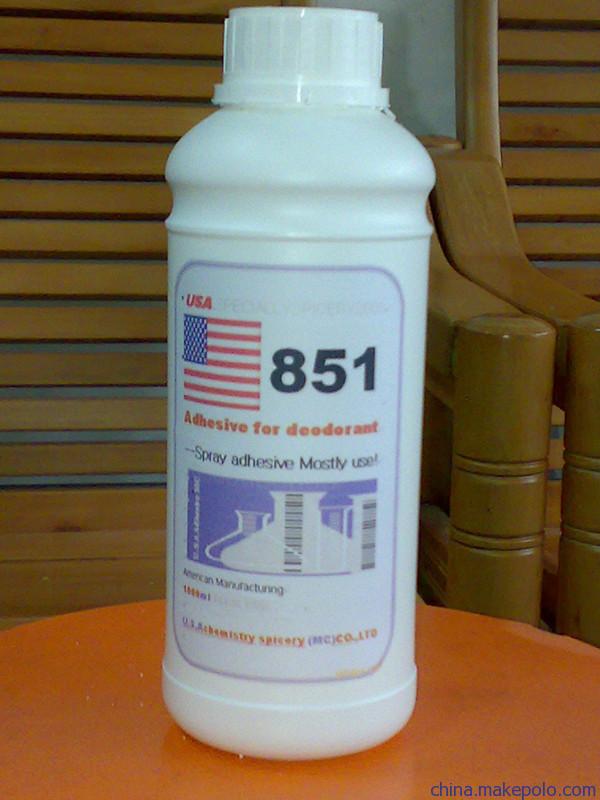 USA
851
Adhesive for deodorant
---Spray adhesive Mostly use!
American Manufacturing:
1000ml
U.S.Achemistry spicery (MC)CO.,LTD
china.makepolo.com